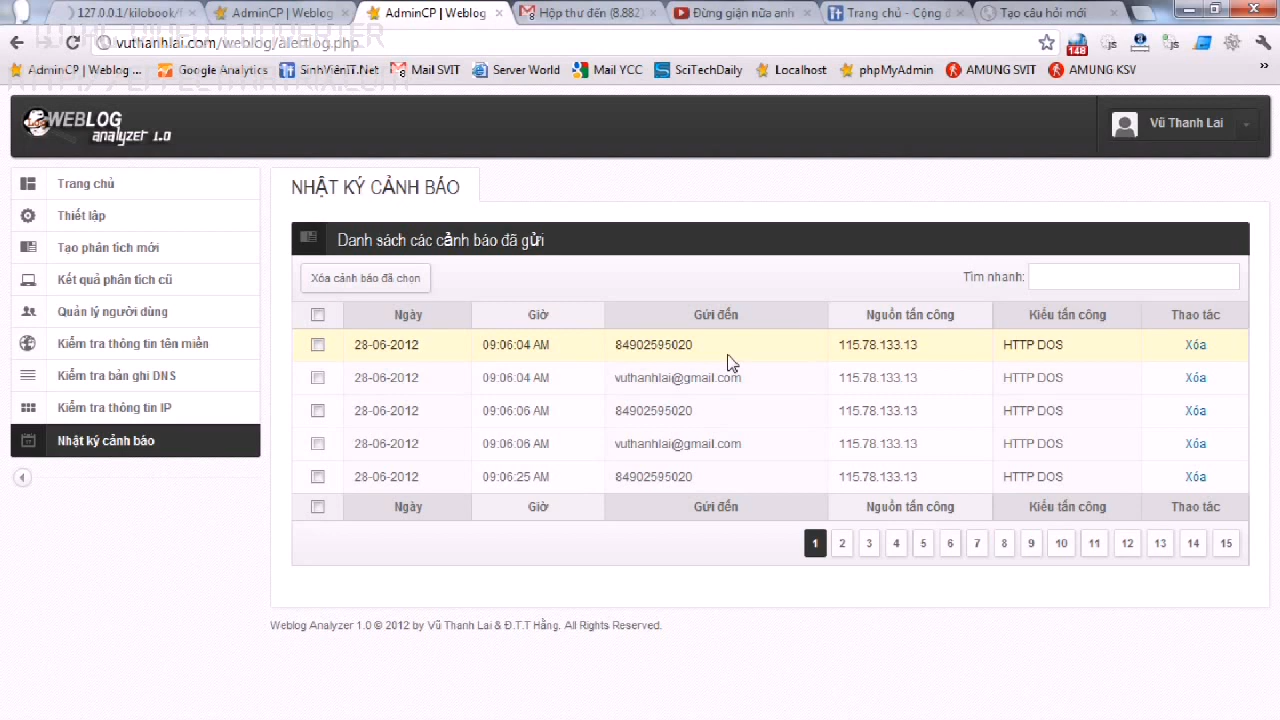 127.0.0.1/kilobook/f
AdminCP | Weblog
AdminCP | Weblog
Hộp thư đến (8.882)
Đừng giận nữa anh
Trang chủ - Cộng đ
Tạo câu hỏi mới
vuthanhlai.com/weblog/alertlog.php
148
AdminCP | Weblog ...
Google Analytics
SinhViênIT.Net
Mail SVIT
Server World
Mail YCC
SciTechDaily
Localhost
phpMyAdmin
AMUNG SVIT
AMUNG KSV
WEBLOG
analyzer 1.0
Vũ Thanh Lai
Trang chủ
Thiết lập
Tạo phân tích mới
Kết quả phân tích cũ
Quản lý người dùng
Kiểm tra thông tin tên miền
Kiểm tra bản ghi DNS
Kiểm tra thông tin IP
Nhật ký cảnh báo
NHẬT KÝ CẢNH BÁO
Danh sách các cảnh báo đã gửi
Xóa cảnh báo đã chọn
Tìm nhanh:
Ngày Giờ Gửi đến Nguồn tấn công Kiểu tấn công Thao tác
28-06-2012 09:06:04 AM 84902595020 115.78.133.13 HTTP DOS Xóa
28-06-2012 09:06:04 AM vuthanhlai@gmail.com 115.78.133.13 HTTP DOS Xóa
28-06-2012 09:06:06 AM 84902595020 115.78.133.13 HTTP DOS Xóa
28-06-2012 09:06:06 AM vuthanhlai@gmail.com 115.78.133.13 HTTP DOS Xóa
28-06-2012 09:06:25 AM 84902595020 115.78.133.13 HTTP DOS Xóa
Ngày Giờ Gửi đến Nguồn tấn công Kiểu tấn công Thao tác
1 2 3 4 5 6 7 8 9 10 11 12 13 14 15
Weblog Analyzer 1.0 © 2012 by Vũ Thanh Lai & Đ.T.T Hằng. All Rights Reserved.